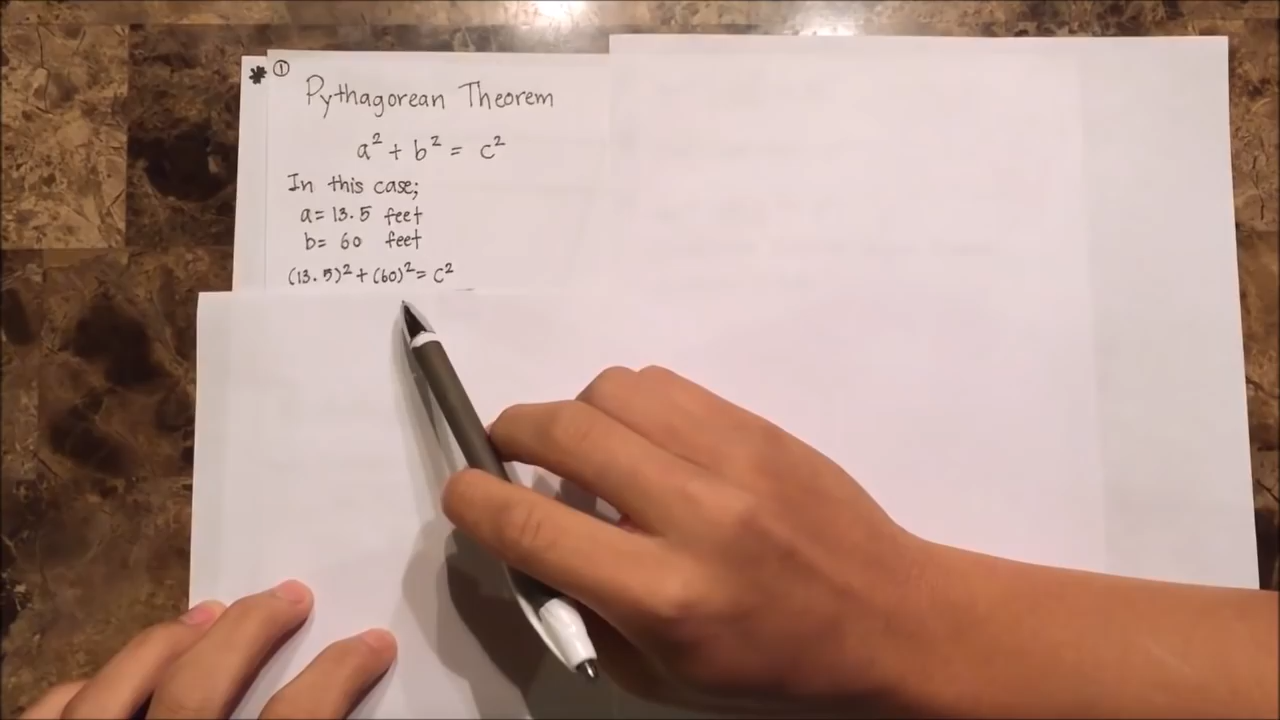 * ①
Pythagorean Theorem
a² + b² = c²
In this case;
a = 13.5 feet
b = 60 feet
(13.5)² + (60)² = c²